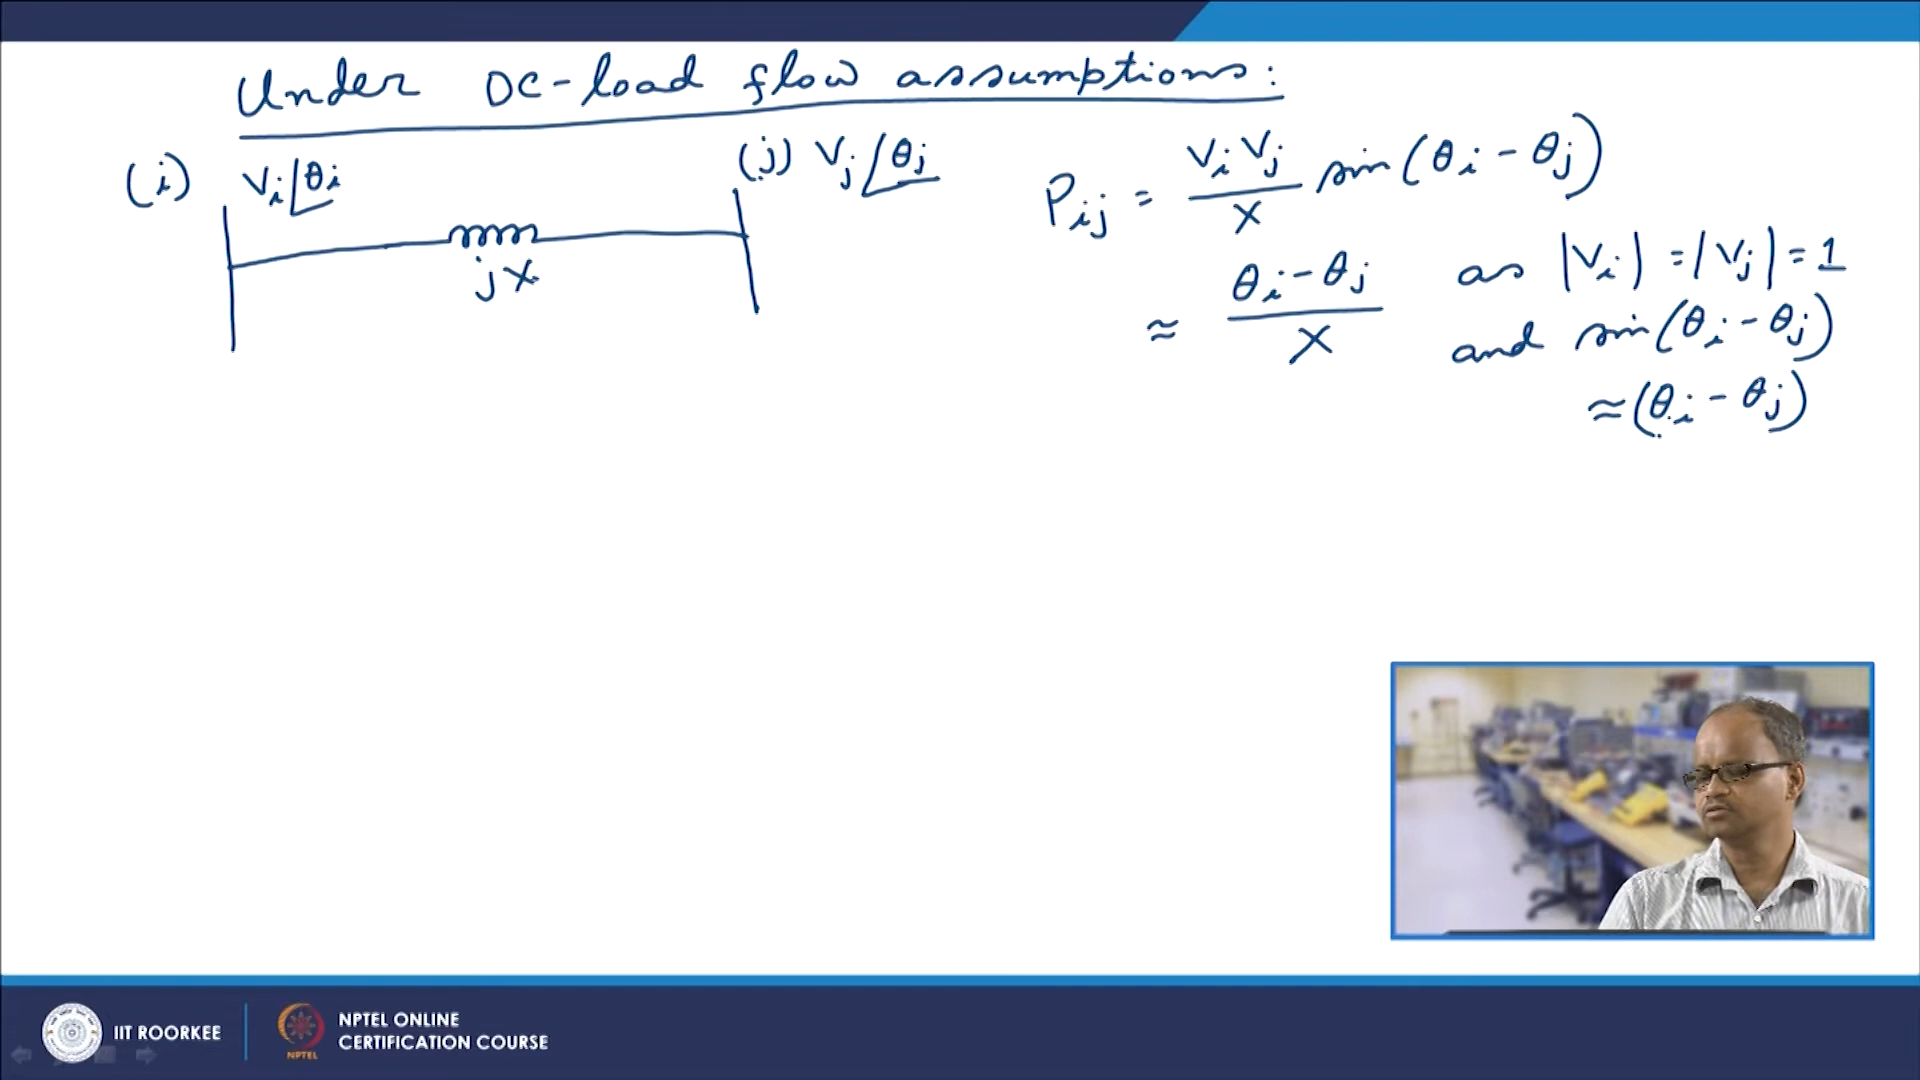 Under DC-load flow assumptions:
(i) Vi∠θi
(j) Vj∠θj
jX
Pij = ViVj/X sin(θi - θj)
≈ θi-θj/X as |Vi| = |Vj| = 1
and sin(θi - θj)
≈(θi - θj)
IIT ROORKEE
NPTEL
NPTEL ONLINE
CERTIFICATION COURSE